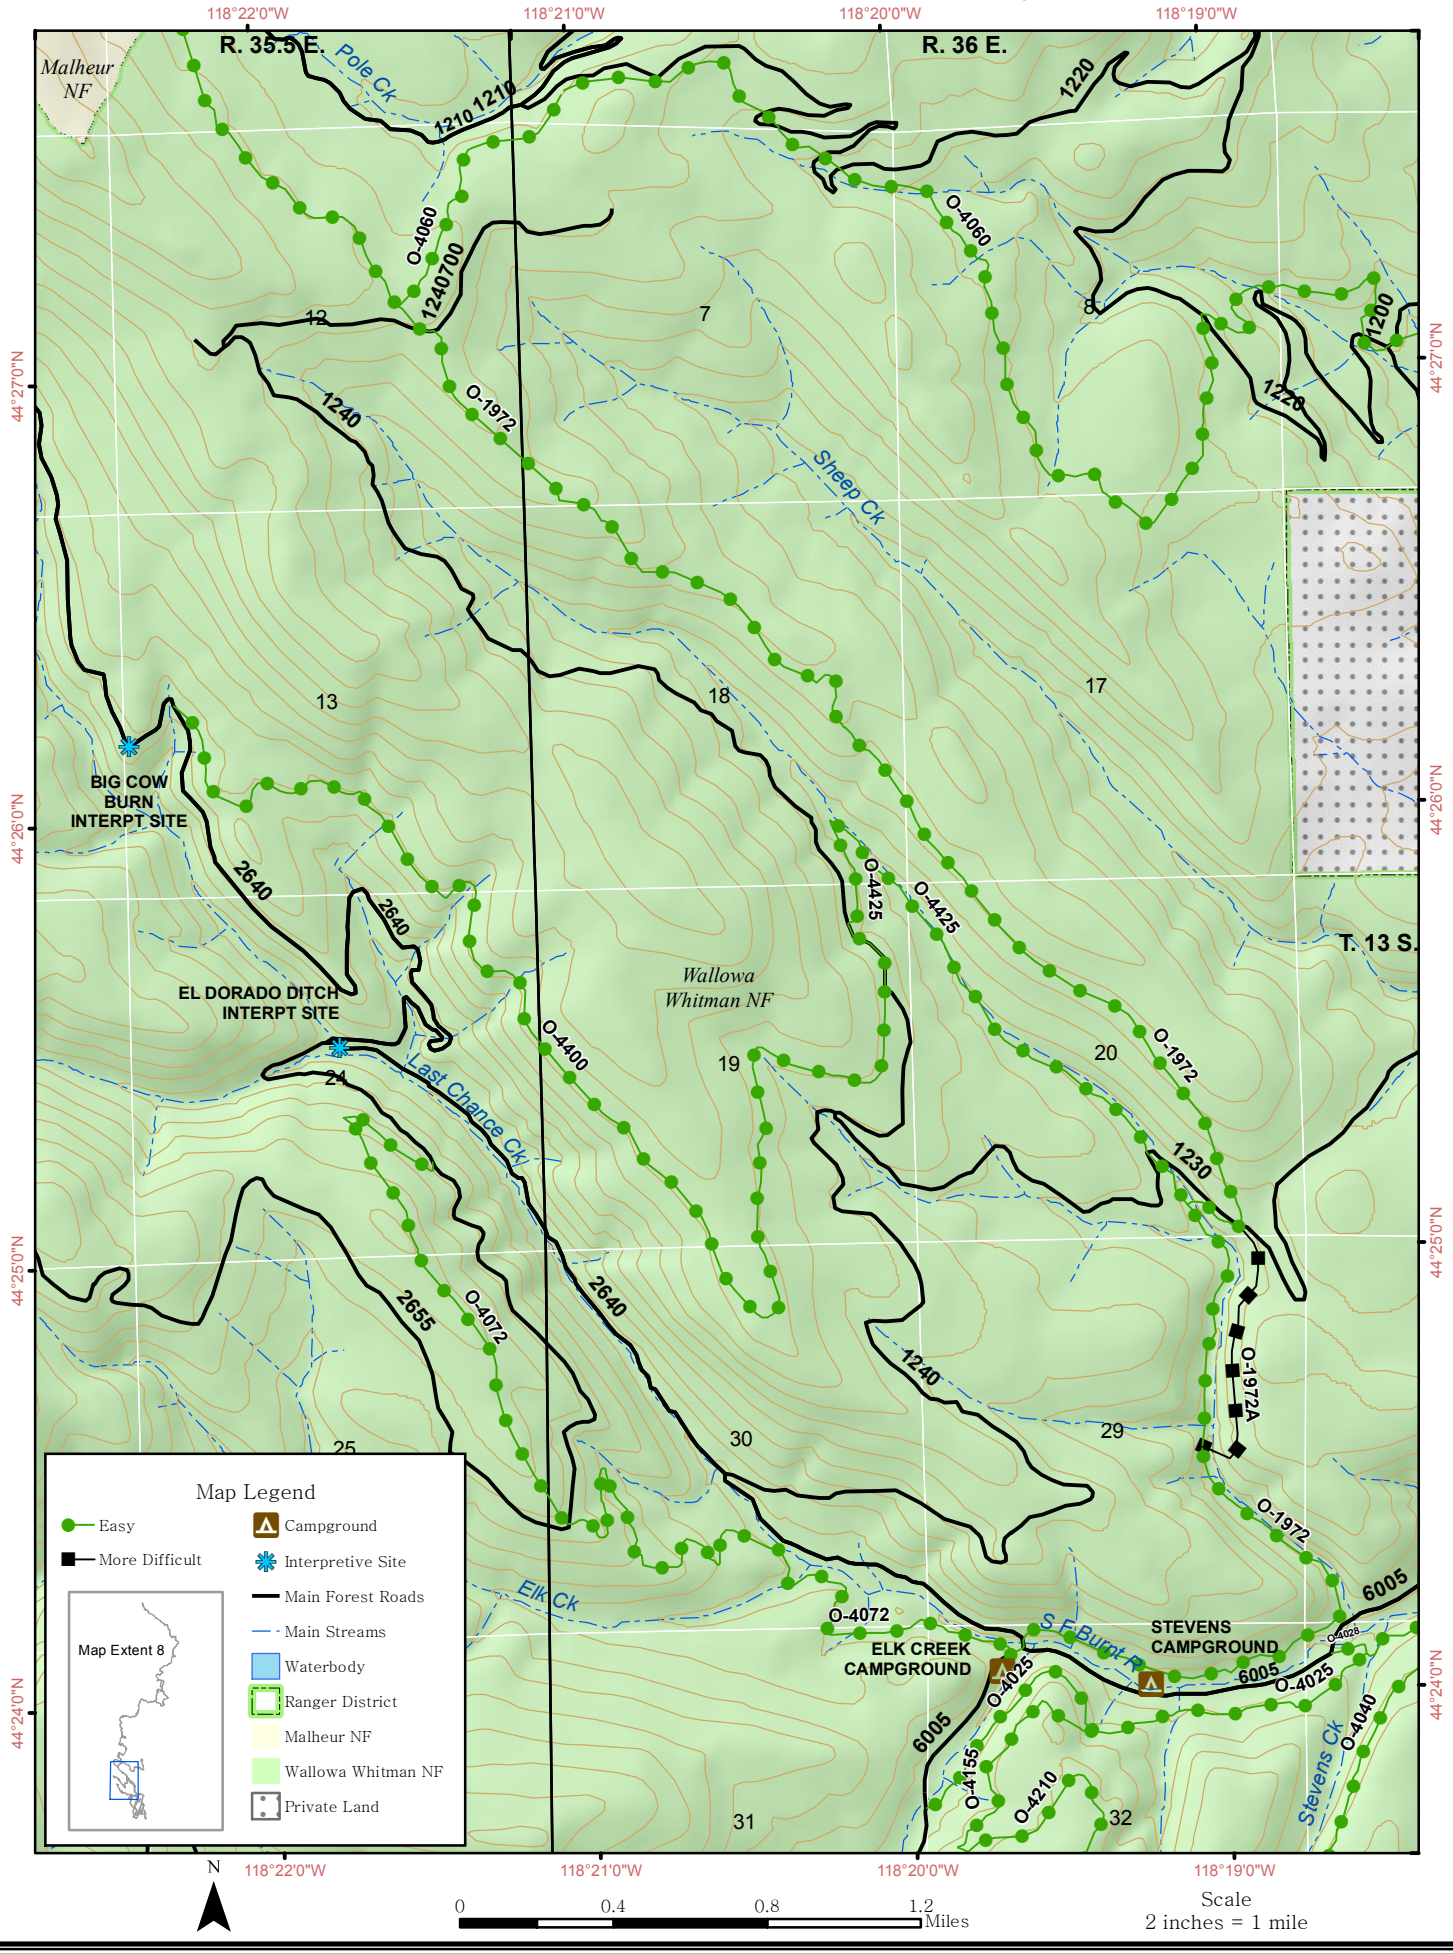 118°22'0"W
118°21'0"W
118°20'0"W
118°19'0"W
R. 35.5 E.
R. 36 E.
Malheur
NF
Pole Ck
1210
1210
1220
O-4060
O-4060
1240700
12
7
8
1200
44°27'0"N
44°27'0"N
1240
O-1972
1220
Sheep Ck
13
18
17
BIG COW
BURN
INTERPT SITE
44°26'0"N
44°26'0"N
2640
2640
O-4425
O-4425
T. 13 S.
Wallowa
Whitman NF
EL DORADO DITCH
INTERPT SITE
O-4400
24
Last Chance Ck
19
20
O-1972
1230
44°25'0"N
44°25'0"N
2655
O-4072
2640
1240
O-1972A
25
30
29
O-1972
Elk Ck
O-4072
ELK CREEK
CAMPGROUND
S F Burnt R
STEVENS
CAMPGROUND
6005
O-4028
6005
O-4025
O-4025
6005
O-4155
O-4210
O-4040
Stevens Ck
31
32
44°24'0"N
44°24'0"N
Map Legend
Easy
More Difficult
Map Extent 8
Campground
Interpretive Site
Main Forest Roads
Main Streams
Waterbody
Ranger District
Malheur NF
Wallowa Whitman NF
Private Land
118°22'0"W
118°21'0"W
118°20'0"W
118°19'0"W
N
0
0.4
0.8
1.2
Miles
Scale
2 inches = 1 mile